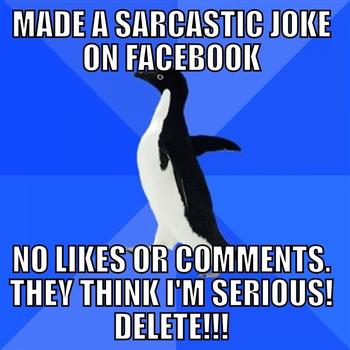 MADE A SARCASTIC JOKE
ON FACEBOOK
NO LIKES OR COMMENTS.
THEY THINK I'M SERIOUS!
DELETE!!!